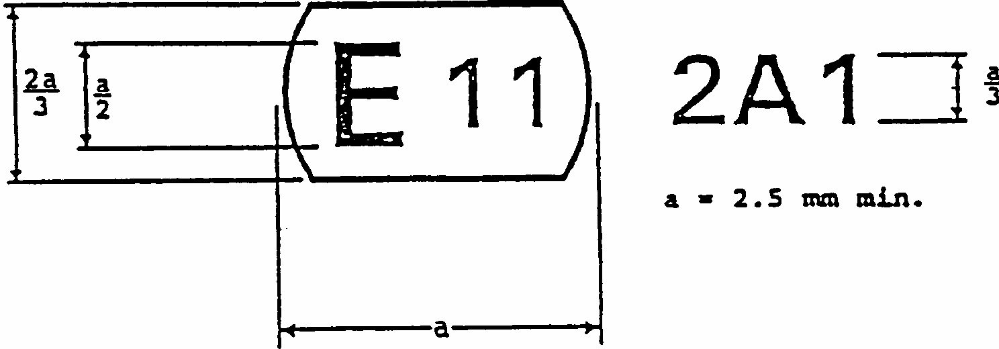 2a/3 a/2 E 11 2A1 a/3
a = 2.5 mm min.
a